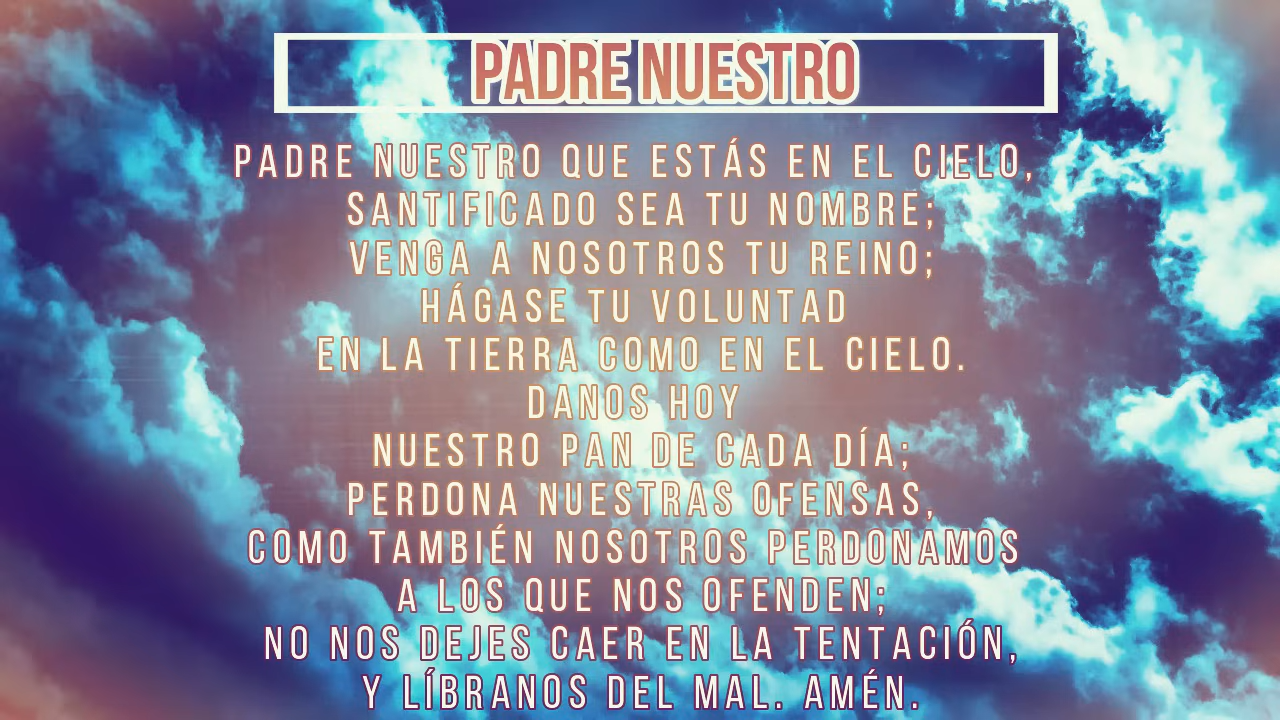 PADRE NUESTRO
PADRE NUESTRO QUE ESTÁS EN EL CIELO,
SANTIFICADO SEA TU NOMBRE;
VENGA A NOSOTROS TU REINO;
HÁGASE TU VOLUNTAD
EN LA TIERRA COMO EN EL CIELO.
DANOS HOY
NUESTRO PAN DE CADA DÍA;
PERDONA NUESTRAS OFENSAS,
COMO TAMBIÉN NOSOTROS PERDONAMOS
A LOS QUE NOS OFENDEN;
NO NOS DEJES CAER EN LA TENTACIÓN,
Y LÍBRANOS DEL MAL. AMÉN.